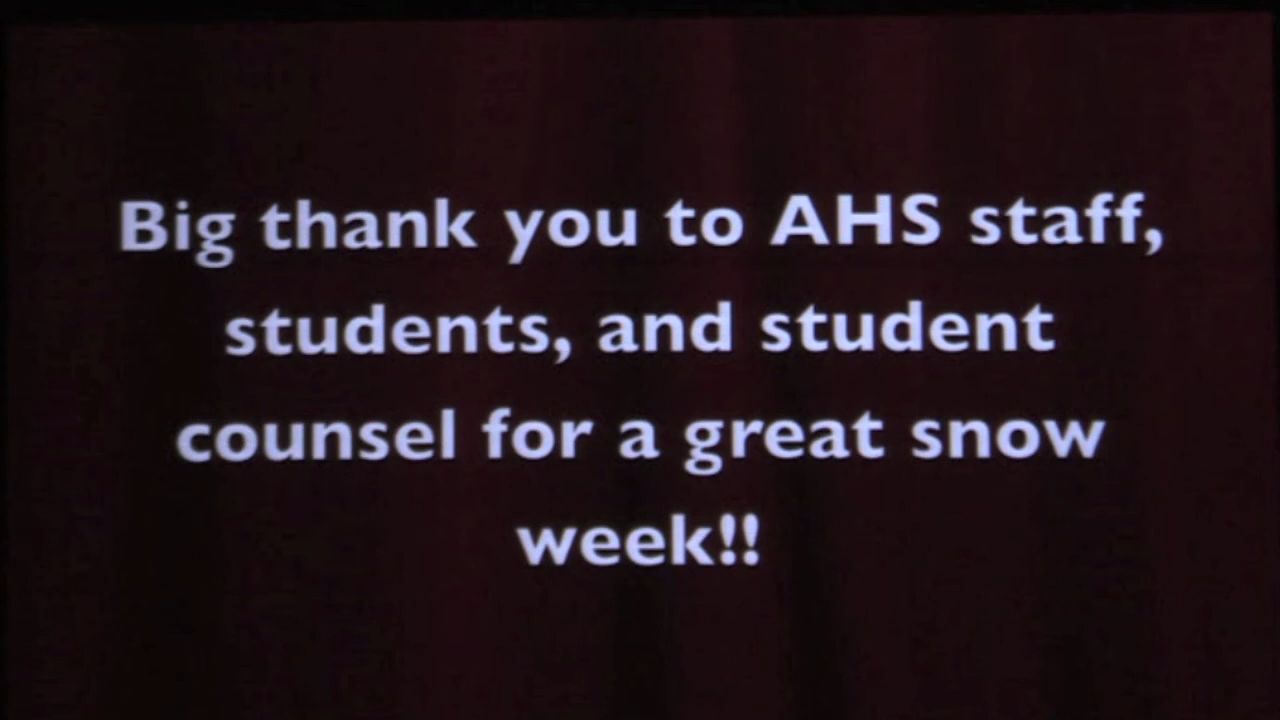 Big thank you to AHS staff,
students, and student
counsel for a great snow
week!!